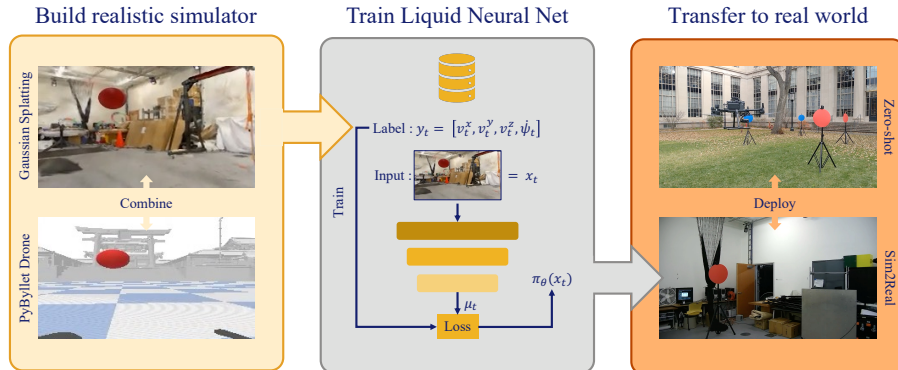 Build realistic simulator
Train Liquid Neural Net
Transfer to real world
Gaussian Splatting
Combine
PyByllet Drone
Label : y_t = [v_t^x, v_t^y, v_t^z, ψ̇_t]
Input :
= x_t
Train
μ_t
Loss
π_θ(x_t)
Zero-shot
Deploy
Sim2Real